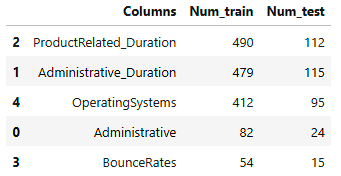 Columns Num_train Num_test
2 ProductRelated_Duration 490 112
1 Administrative_Duration 479 115
4 OperatingSystems 412 95
0 Administrative 82 24
3 BounceRates 54 15